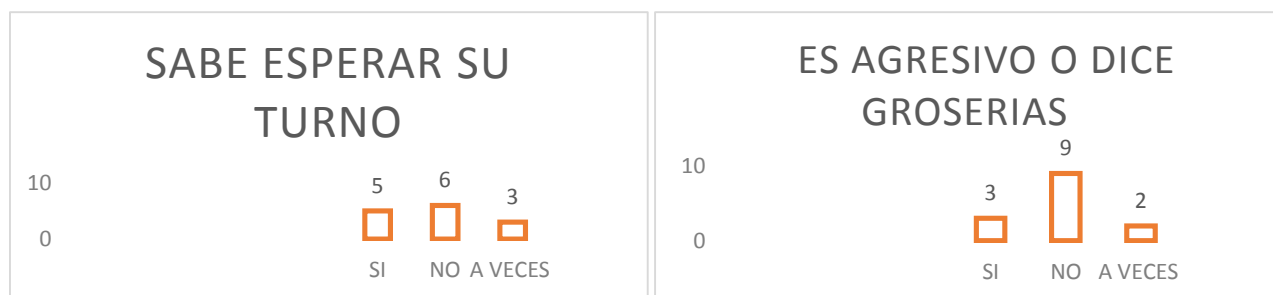 SABE ESPERAR SU
TURNO
10
5
6
3
0
SI NO A VECES
ES AGRESIVO O DICE
GROSERIAS
9
10
3
2
0
SI NO A VECES